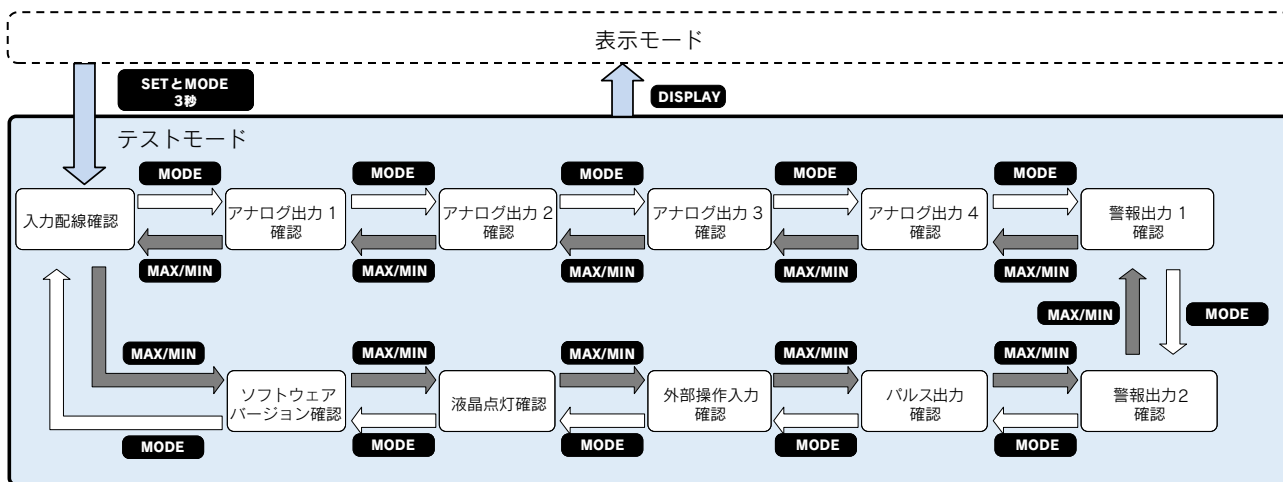 表示モード
SETとMODE
3秒
DISPLAY
テストモード
MODE
MODE
MODE
MODE
MODE
入力配線確認
アナログ出力 1
確認
アナログ出力 2
確認
アナログ出力 3
確認
アナログ出力 4
確認
警報出力 1
確認
MAX/MIN
MAX/MIN
MAX/MIN
MAX/MIN
MAX/MIN
MAX/MIN
MODE
MAX/MIN
MAX/MIN
MAX/MIN
MAX/MIN
MAX/MIN
ソフトウェア
バージョン確認
液晶点灯確認
外部操作入力
確認
パルス出力
確認
警報出力2
確認
MODE
MODE
MODE
MODE
MODE